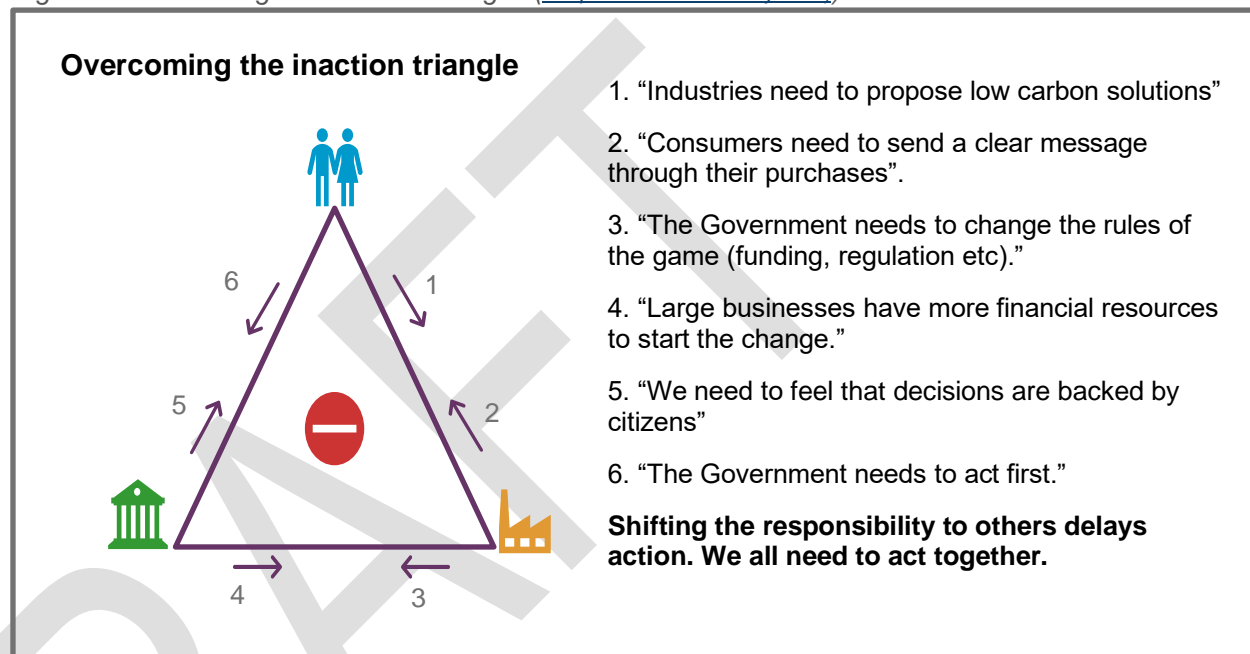 Overcoming the inaction triangle
1. “Industries need to propose low carbon solutions”
2. “Consumers need to send a clear message
through their purchases”.
3. “The Government needs to change the rules of
the game (funding, regulation etc).”
4. “Large businesses have more financial resources
to start the change.”
5. “We need to feel that decisions are backed by
citizens”
6. “The Government needs to act first.”
Shifting the responsibility to others delays
action. We all need to act together.
6
1
5
2
4
3
DRAFT